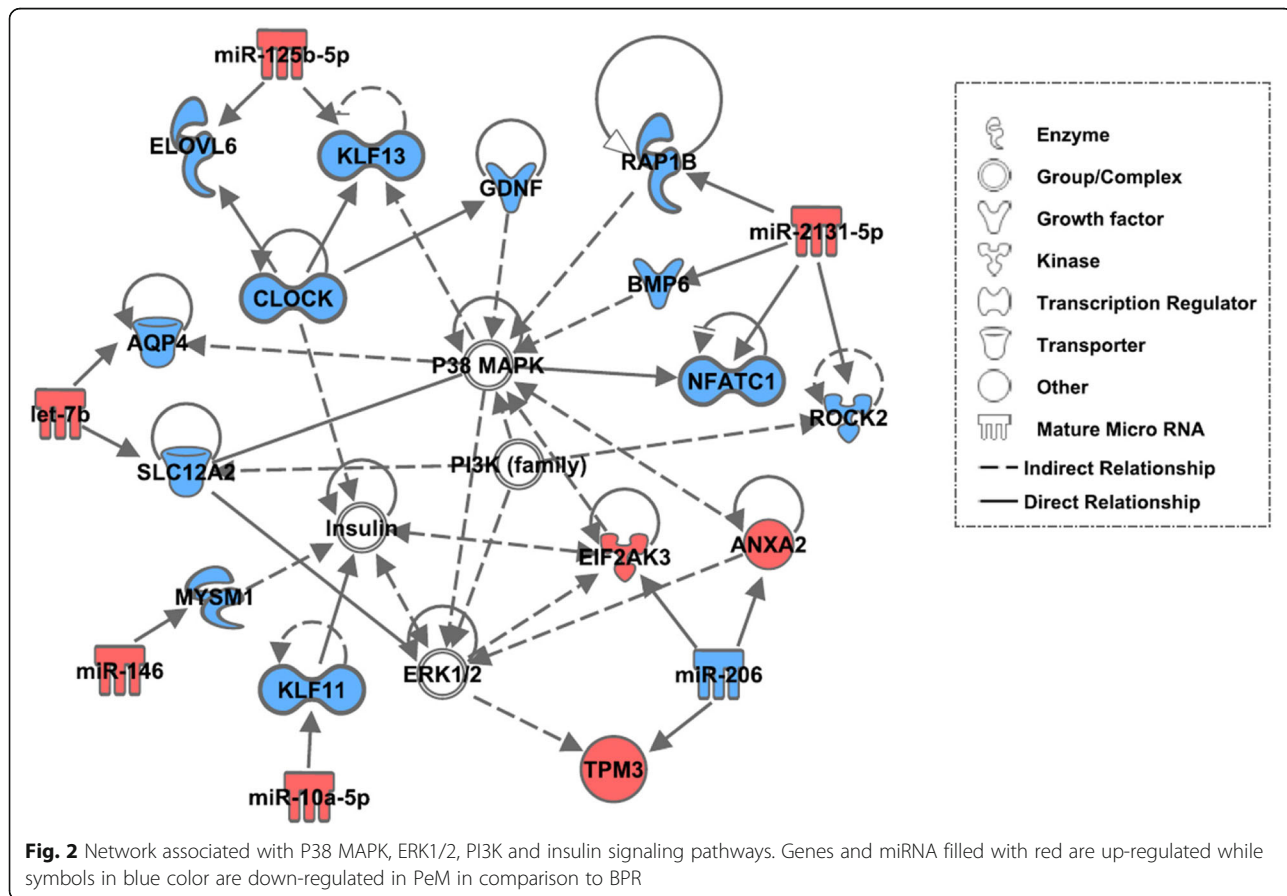 miR-125b-5p
ELOVL6
KLF13
GDNF
RAP1B
miR-2131-5p
CLOCK
BMP6
AQP4
P38 MAPK
NFATC1
let-7b
ROCK2
SLC12A2
PI3K (family)
Insulin
EIF2AK3
ANXA2
MYSM1
miR-146
KLF11
ERK1/2
miR-206
TPM3
miR-10a-5p
Enzyme
Group/Complex
Growth factor
Kinase
Transcription Regulator
Transporter
Other
Mature Micro RNA
Indirect Relationship
Direct Relationship
Fig. 2 Network associated with P38 MAPK, ERK1/2, PI3K and insulin signaling pathways. Genes and miRNA filled with red are up-regulated while
symbols in blue color are down-regulated in PeM in comparison to BPR